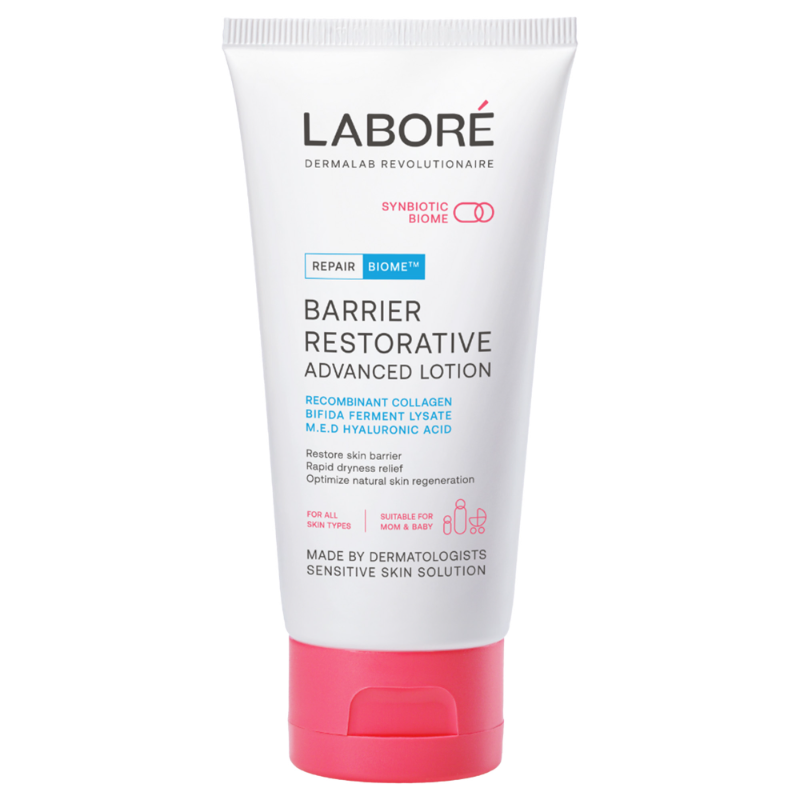 LABORÉ
DERMALAB REVOLUTIONAIRE
SYNBIOTIC
BIOME
REPAIR BIOME™
BARRIER
RESTORATIVE
ADVANCED LOTION
RECOMBINANT COLLAGEN
BIFIDA FERMENT LYSATE
M.E.D HYALURONIC ACID
Restore skin barrier
Rapid dryness relief
Optimize natural skin regeneration
FOR ALL
SKIN TYPES
SUITABLE FOR
MOM & BABY
MADE BY DERMATOLOGISTS
SENSITIVE SKIN SOLUTION